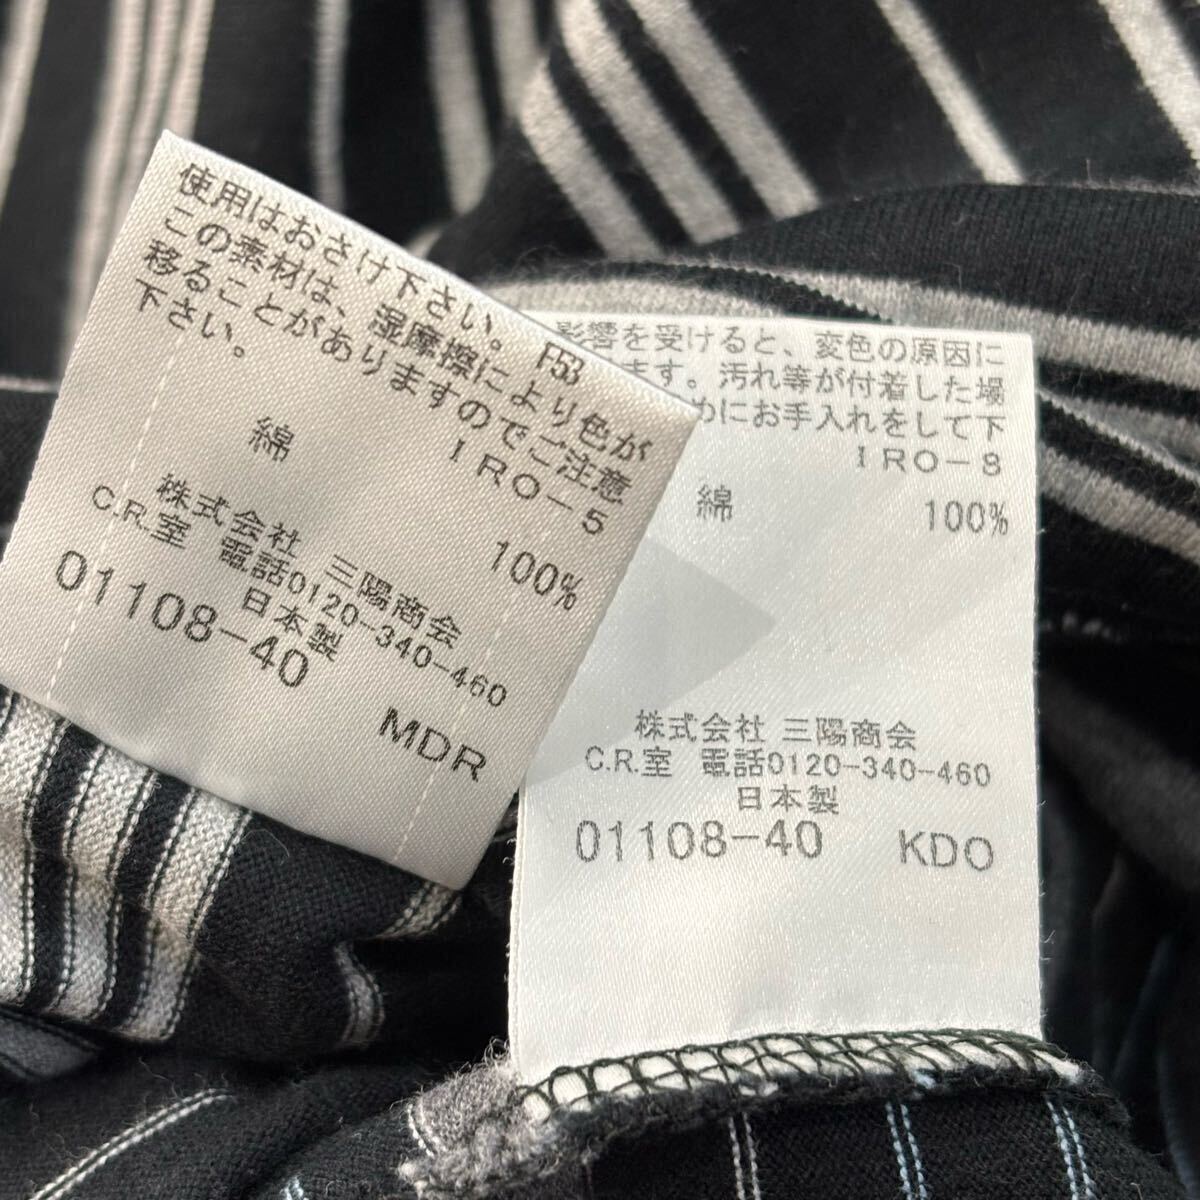 使用はおさけ下さい。 F53
この素材は、湿摩擦により色が
移ることがありますのでご注意
下さい。
IRO-5
綿 100%
株式会社 三陽商会
C.R.室 電話0120-340-460
日本製
01108-40 MDR
影響を受けると、変色の原因に
ます。汚れ等が付着した場
めにお手入れをして下
IRO-8
綿 100%
株式会社 三陽商会
C.R.室 電話0120-340-460
日本製
01108-40 KDO